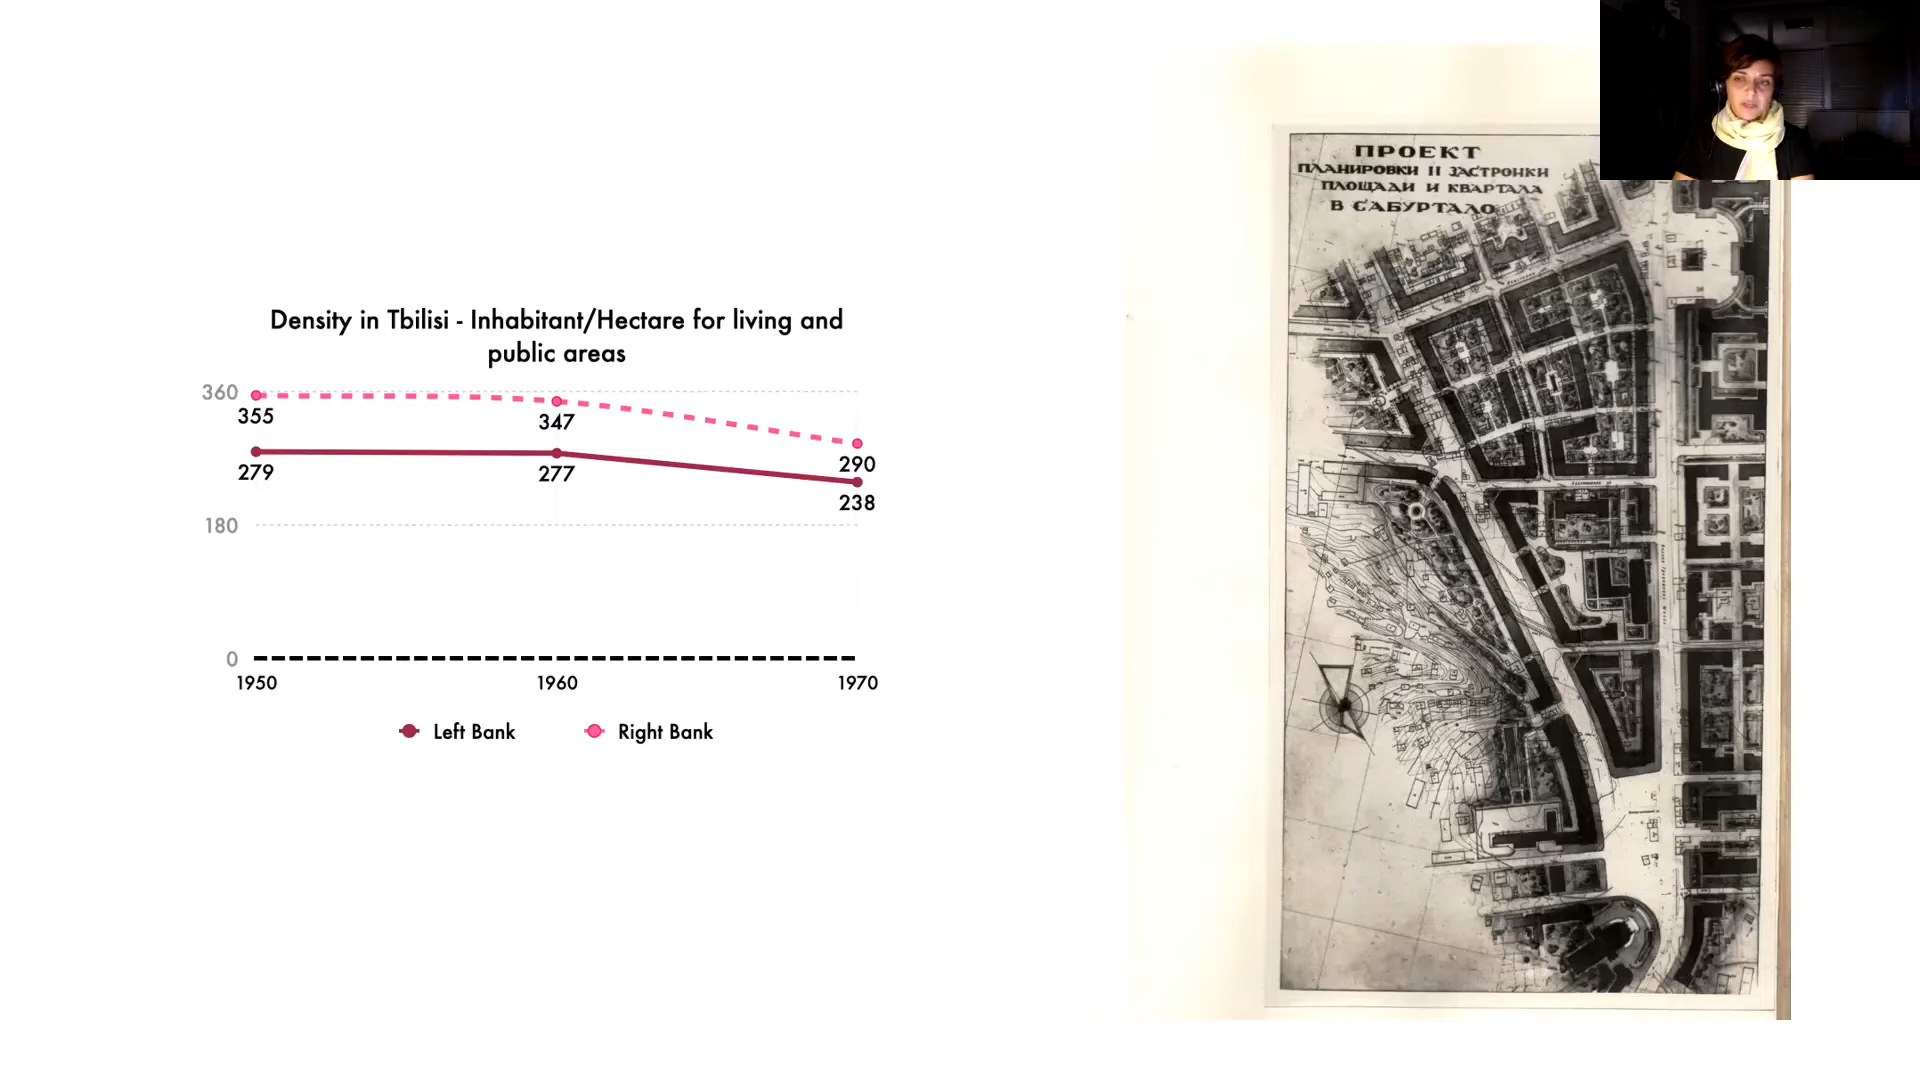 Density in Tbilisi - Inhabitant/Hectare for living and
public areas
360
355
347
290
279
277
238
180
0
1950 1960 1970
Left Bank Right Bank
ПРОЕКТ
ПЛАНИРОВКИ И ЗАСТРОЙКИ
ПЛОЩАДИ И КВАРТАЛА
В САБУРТАЛО